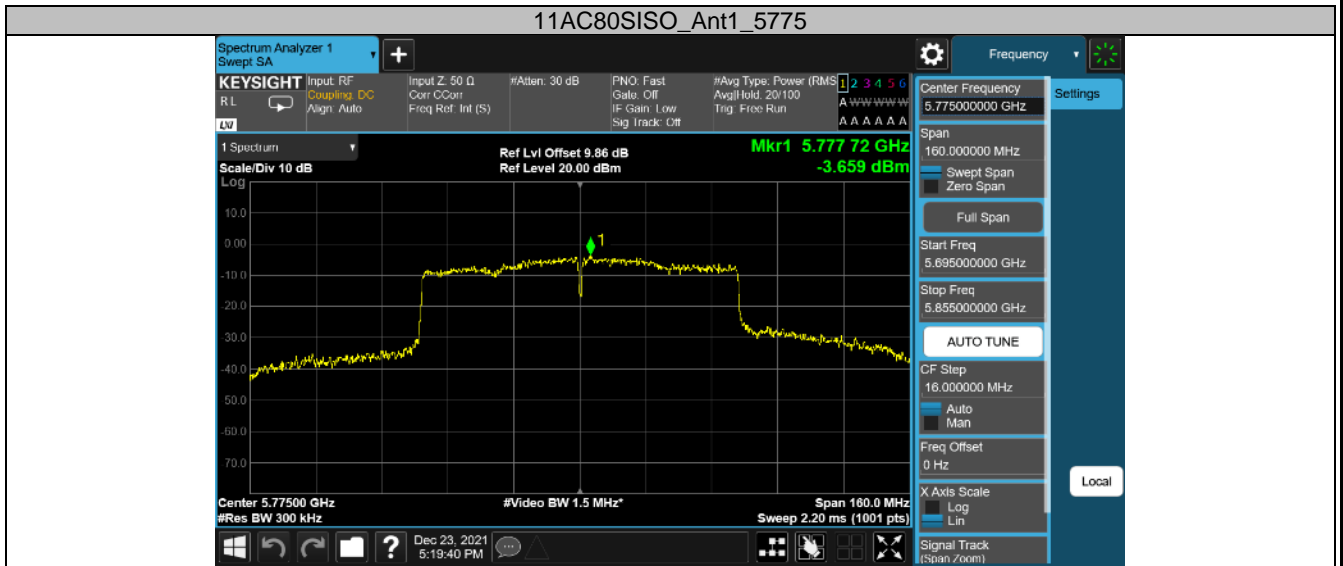 11AC80SISO_Ant1_5775
Spectrum Analyzer 1
Swept SA
+
Frequency
KEYSIGHT
R L
LXI
Input: RF
Coupling: DC
Align: Auto
Input Z: 50 Ω
Corr CCorr
Freq Ref: Int (S)
#Atten: 30 dB
PNO: Fast
Gate: Off
IF Gain: Low
Sig Track: Off
#Avg Type: Power (RMS
Avg|Hold: 20/100
Trig: Free Run
1 2 3 4 5 6
A W W W W W
A A A A A A
1 Spectrum
Scale/Div 10 dB
Log
Ref Lvl Offset 9.86 dB
Ref Level 20.00 dBm
Mkr1 5.777 72 GHz
-3.659 dBm
10.0
0.00
-10.0
-20.0
-30.0
-40.0
50.0
-60.0
70.0
1
Center 5.77500 GHz
#Res BW 300 kHz
#Video BW 1.5 MHz*
Span 160.0 MHz
Sweep 2.20 ms (1001 pts)
Center Frequency
5.775000000 GHz
Settings
Span
160.000000 MHz
Swept Span
Zero Span
Full Span
Start Freq
5.695000000 GHz
Stop Freq
5.855000000 GHz
AUTO TUNE
CF Step
16.000000 MHz
Auto
Man
Freq Offset
0 Hz
X Axis Scale
Log
Lin
Local
Signal Track
(Span Zoom)
?
Dec 23, 2021
5:19:40 PM